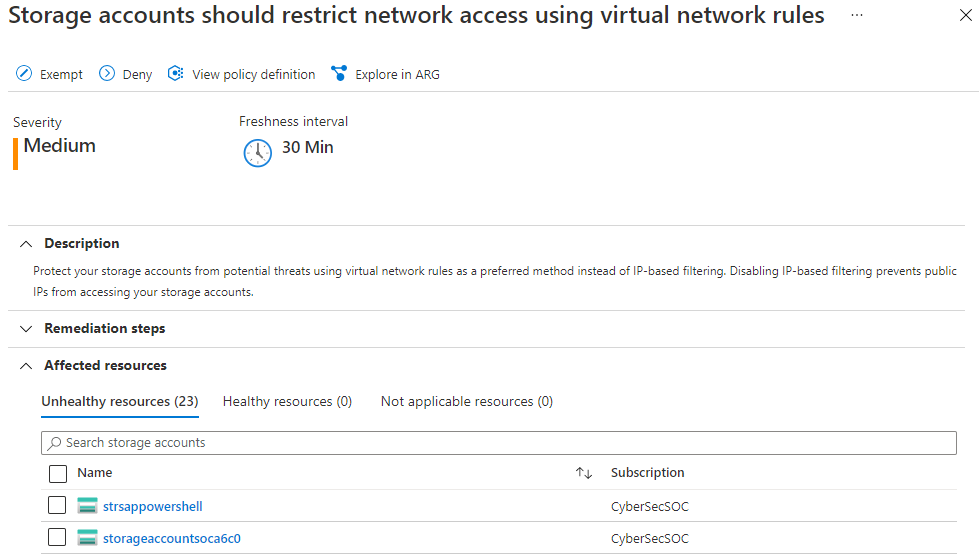 Storage accounts should restrict network access using virtual network rules ...
Exempt Deny View policy definition Explore in ARG
Severity Freshness interval
Medium 30 Min
Description
Protect your storage accounts from potential threats using virtual network rules as a preferred method instead of IP-based filtering. Disabling IP-based filtering prevents public
IPs from accessing your storage accounts.
Remediation steps
Affected resources
Unhealthy resources (23) Healthy resources (0) Not applicable resources (0)
Search storage accounts
Name Subscription
strsappowershell CyberSecSOC
storageaccountsoca6c0 CyberSecSOC